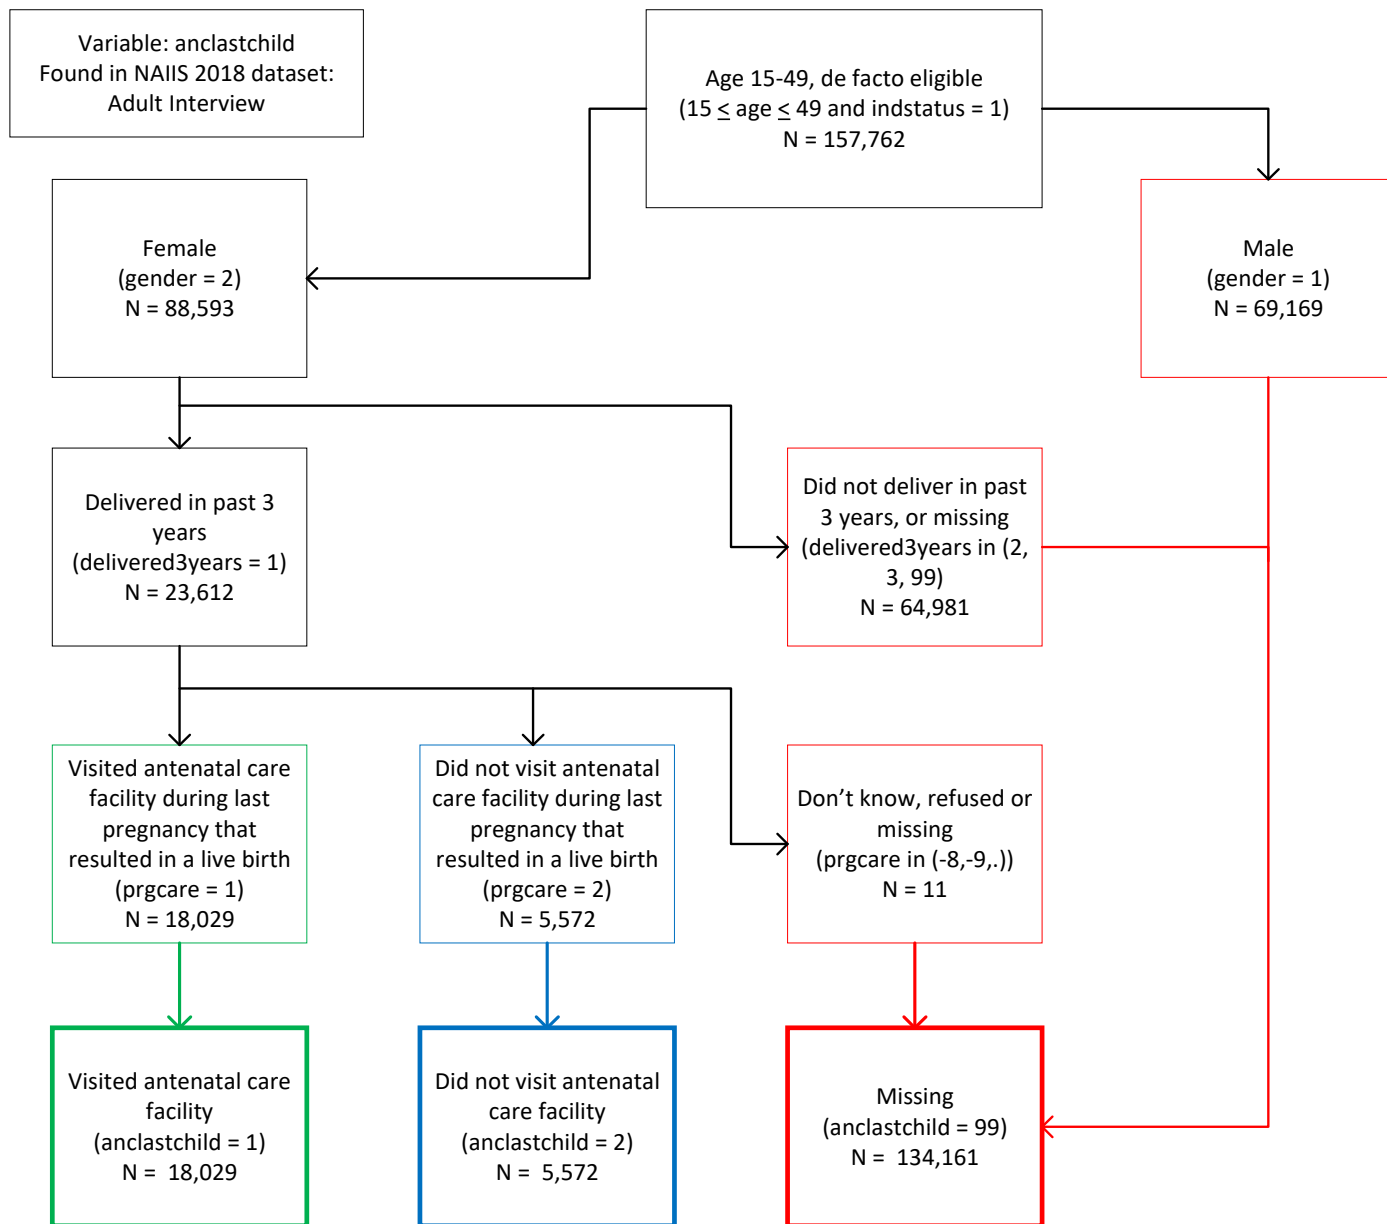 Variable: anclastchild
Found in NAIIS 2018 dataset:
Adult Interview
Age 15-49, de facto eligible
(15 ≤ age ≤ 49 and indstatus = 1)
N = 157,762
Female
(gender = 2)
N = 88,593
Male
(gender = 1)
N = 69,169
Delivered in past 3
years
(delivered3years = 1)
N = 23,612
Did not deliver in past
3 years, or missing
(delivered3years in (2,
3, 99)
N = 64,981
Visited antenatal care
facility during last
pregnancy that
resulted in a live birth
(prgcare = 1)
N = 18,029
Did not visit antenatal
care facility during last
pregnancy that
resulted in a live birth
(prgcare = 2)
N = 5,572
Don’t know, refused or
missing
(prgcare in (-8,-9,.))
N = 11
Visited antenatal care
facility
(anclastchild = 1)
N =  18,029
Did not visit antenatal
care facility
(anclastchild = 2)
N =  5,572
Missing
(anclastchild = 99)
N =  134,161